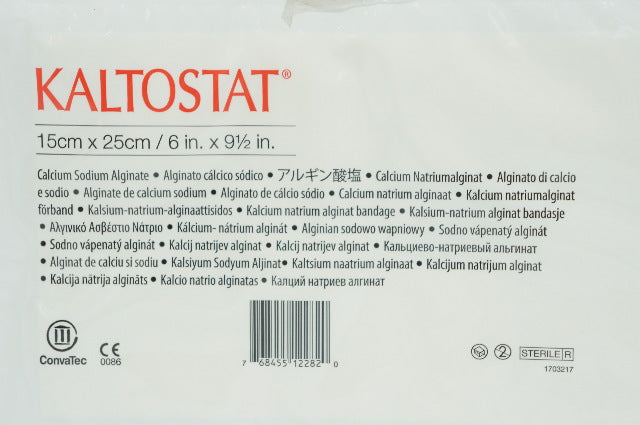 KALTOSTAT®
15cm x 25cm / 6 in. x 9½ in.
Calcium Sodium Alginate • Alginato cálcico sódico • アルギン酸塩 • Calcium Natriumalginat • Alginato di calcio
e sodio • Alginate de calcium sodium • Alginato de cálcio sódio • Calcium natrium alginaat • Kalcium natriumalginat
förband • Kalsium-natrium-alginaattisidos • Kalcium natrium alginat bandage • Kalsium-natrium alginat bandasje
• Αλγινικό Ασβέστιο Νάτριο • Kálcium- nátrium alginát • Alginian sodowo wapniowy • Sodno vápenatý alginát
• Sodno vápenatý alginát • Kalcij natrijev alginat • Kalcij natrijev alginat • Кальциево-натриевый альгинат
• Alginat de calciu si sodiu • Kalsiyum Sodyum Aljinat • Kaltsium naatrium alginaat • Kalcijum natrijum alginat
• Kalcija nātrija algināts • Kalcio natrio alginatas • Калций натриев алгинат
ConvaTec
CE
0086
7 68455 12282 0
2
STERILE R
1703217